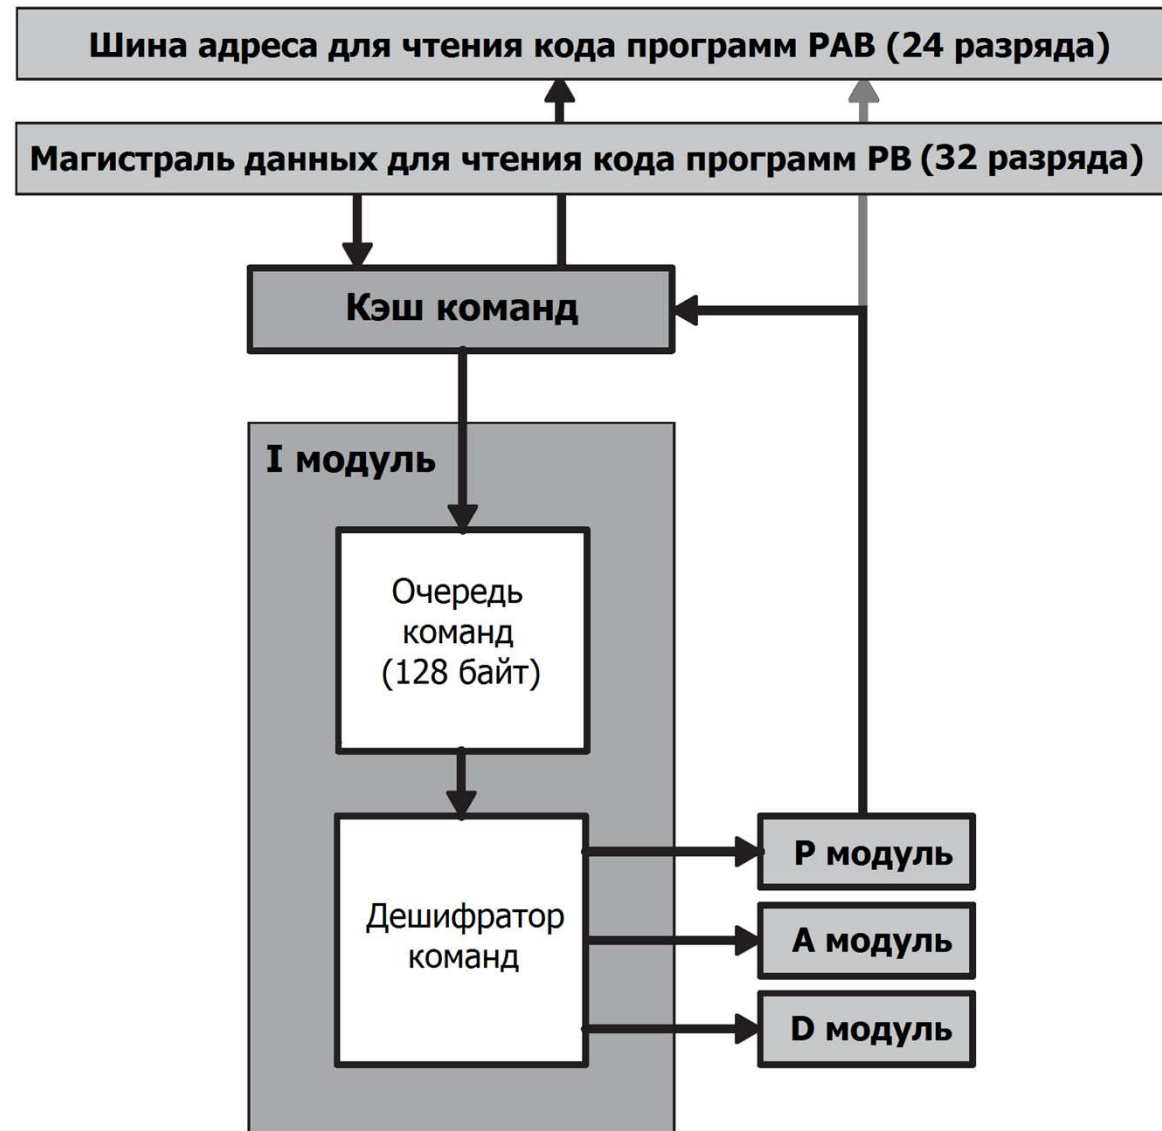 Шина адреса для чтения кода программ PAB (24 разряда)
Магистраль данных для чтения кода программ PB (32 разряда)
Кэш команд
I модуль
Очередь
команд
(128 байт)
Дешифратор
команд
P модуль
A модуль
D модуль